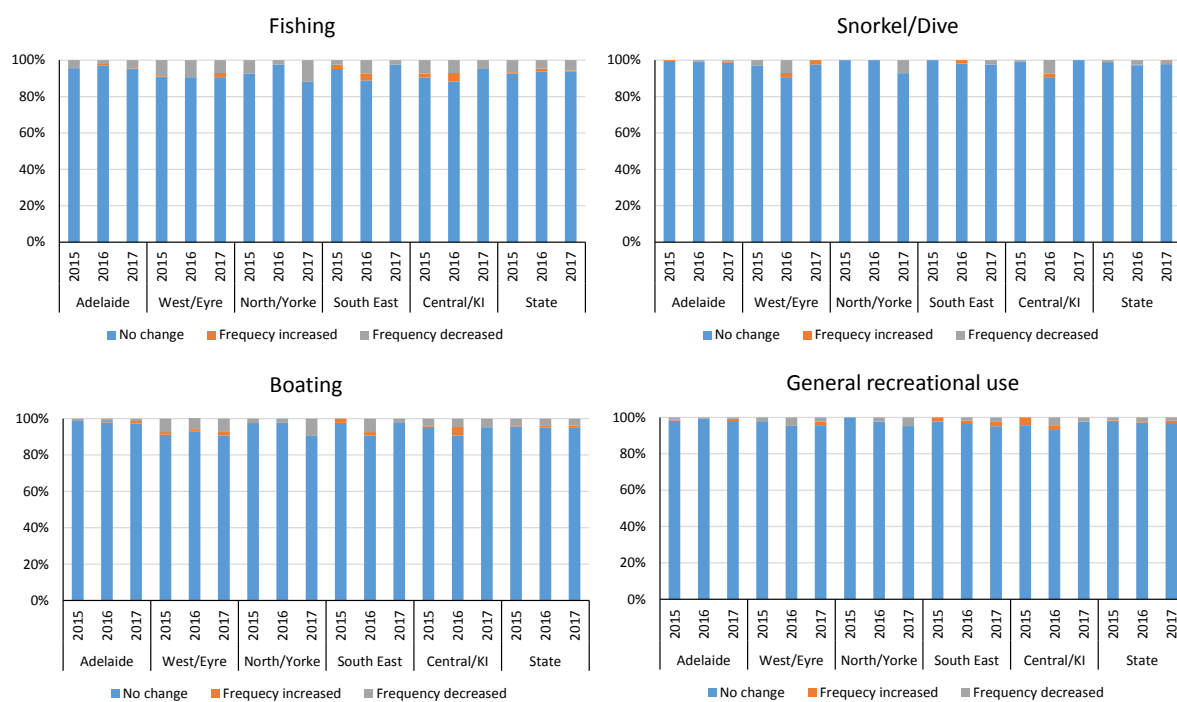 Fishing
100%
80%
60%
40%
20%
0%
2015 2016 2017 2015 2016 2017 2015 2016 2017 2015 2016 2017 2015 2016 2017 2015 2016 2017
Adelaide West/Eyre North/Yorke South East Central/KI State
No change Frequecy increased Frequency decreased
Snorkel/Dive
100%
80%
60%
40%
20%
0%
2015 2016 2017 2015 2016 2017 2015 2016 2017 2015 2016 2017 2015 2016 2017 2015 2016 2017
Adelaide West/Eyre North/Yorke South East Central/KI State
No change Frequecy increased Frequency decreased
Boating
100%
80%
60%
40%
20%
0%
2015 2016 2017 2015 2016 2017 2015 2016 2017 2015 2016 2017 2015 2016 2017 2015 2016 2017
Adelaide West/Eyre North/Yorke South East Central/KI State
No change Frequecy increased Frequency decreased
General recreational use
100%
80%
60%
40%
20%
0%
2015 2016 2017 2015 2016 2017 2015 2016 2017 2015 2016 2017 2015 2016 2017 2015 2016 2017
Adelaide West/Eyre North/Yorke South East Central/KI State
No change Frequecy increased Frequency decreased